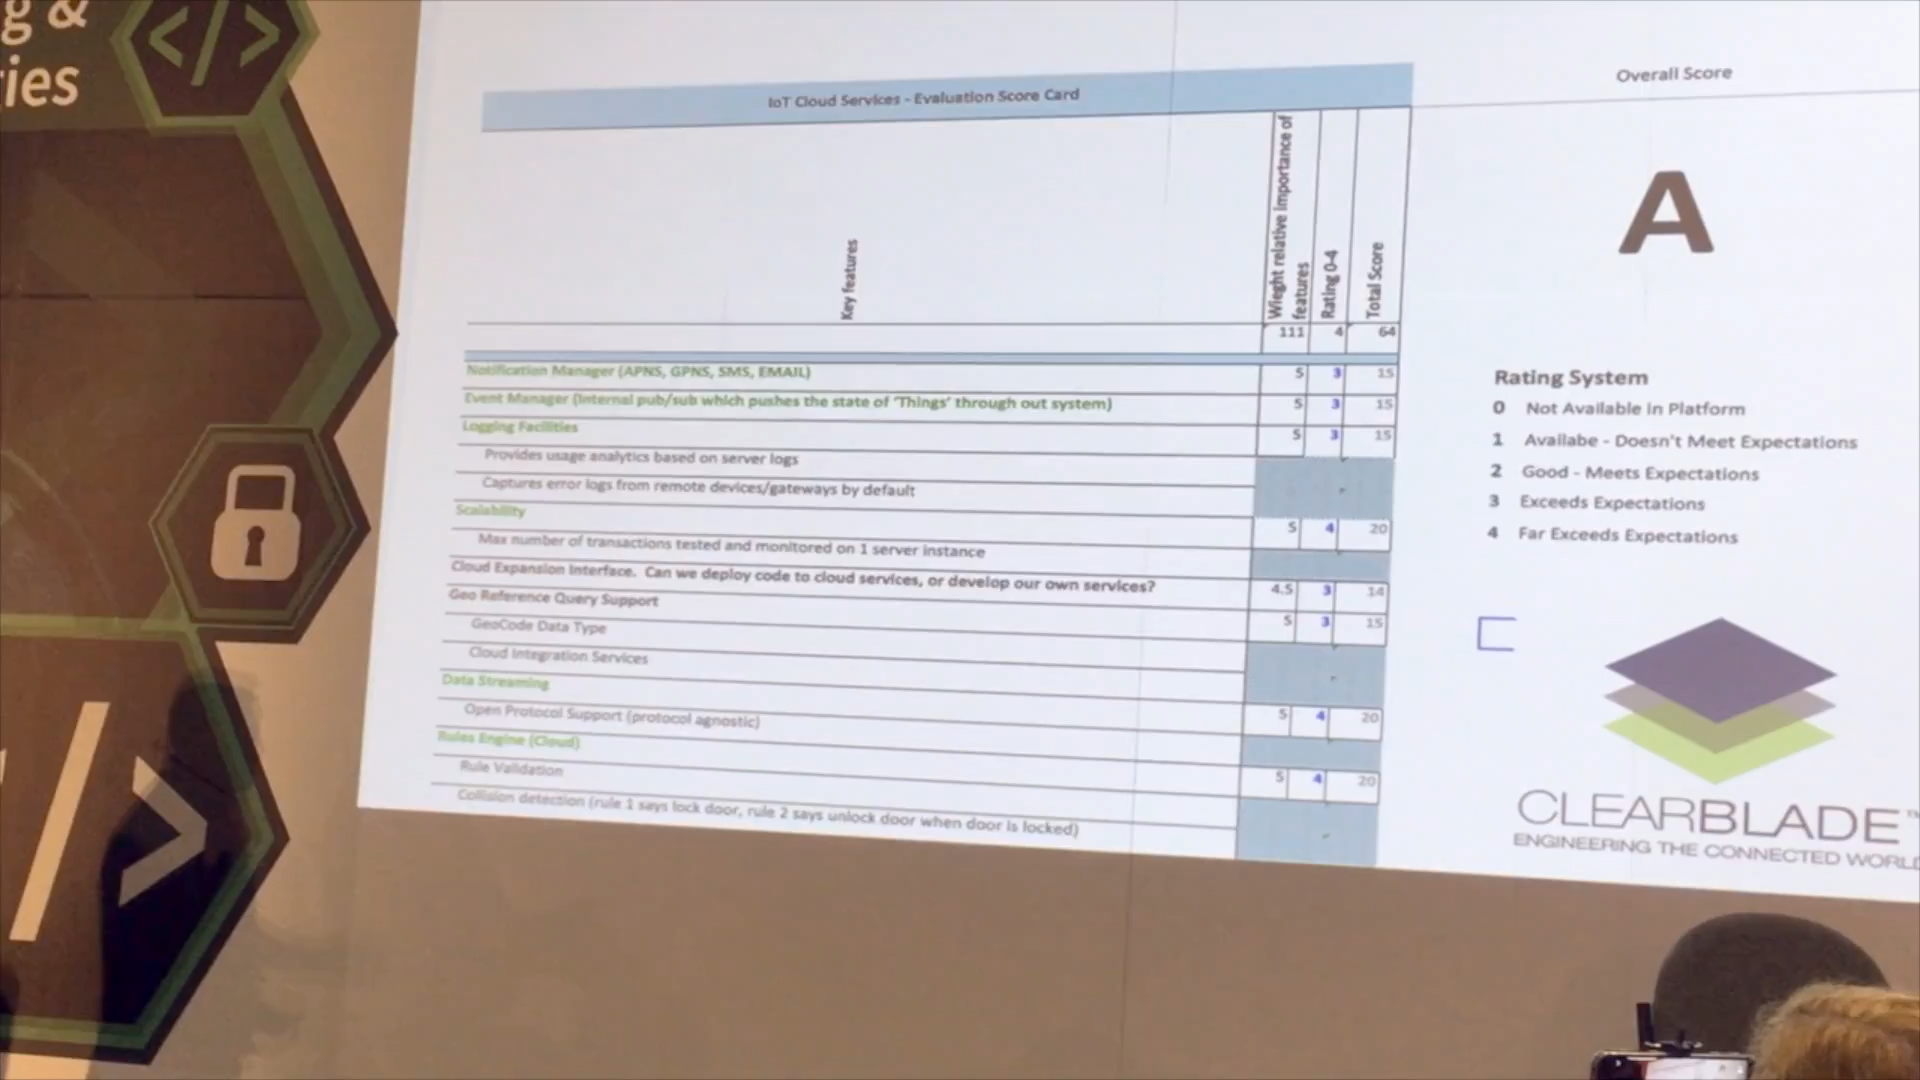 g &
ies
</>
IoT Cloud Services - Evaluation Score Card
Key features
Wieght relative importance of features
Rating 0-4
Total Score
111 4 64
Notification Manager (APNS, GPNS, SMS, EMAIL) 5 3 15
Event Manager (Internal pub/sub which pushes the state of 'Things' through out system) 5 3 15
Logging Facilities 5 3 15
Provides usage analytics based on server logs
Captures error logs from remote devices/gateways by default
Scalability 5 4 20
Max number of transactions tested and monitored on 1 server instance
Cloud Expansion Interface. Can we deploy code to cloud services, or develop our own services? 4.5 3 14
Geo Reference Query Support 5 3 15
GeoCode Data Type
Cloud Integration Services
Data Streaming 5 4 20
Open Protocol Support (protocol agnostic)
Rules Engine (Cloud) 5 4 20
Rule Validation
Collision detection (rule 1 says lock door, rule 2 says unlock door when door is locked)
Overall Score
A
Rating System
0 Not Available in Platform
1 Availabe - Doesn't Meet Expectations
2 Good - Meets Expectations
3 Exceeds Expectations
4 Far Exceeds Expectations
CLEARBLADE™
ENGINEERING THE CONNECTED WORLD
/>